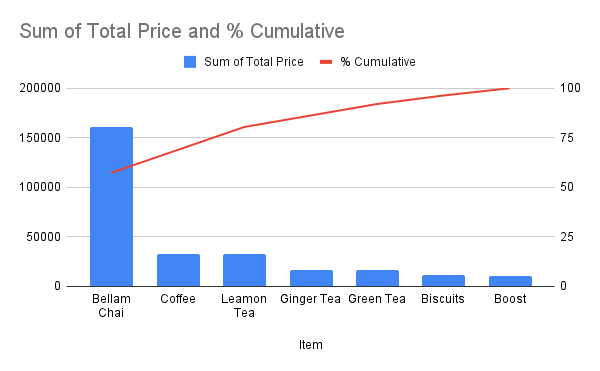 Sum of Total Price and % Cumulative
Sum of Total Price
% Cumulative
200000
150000
100000
50000
0
100
75
50
25
0
Bellam
Chai
Coffee
Leamon
Tea
Ginger Tea
Green Tea
Biscuits
Boost
Item